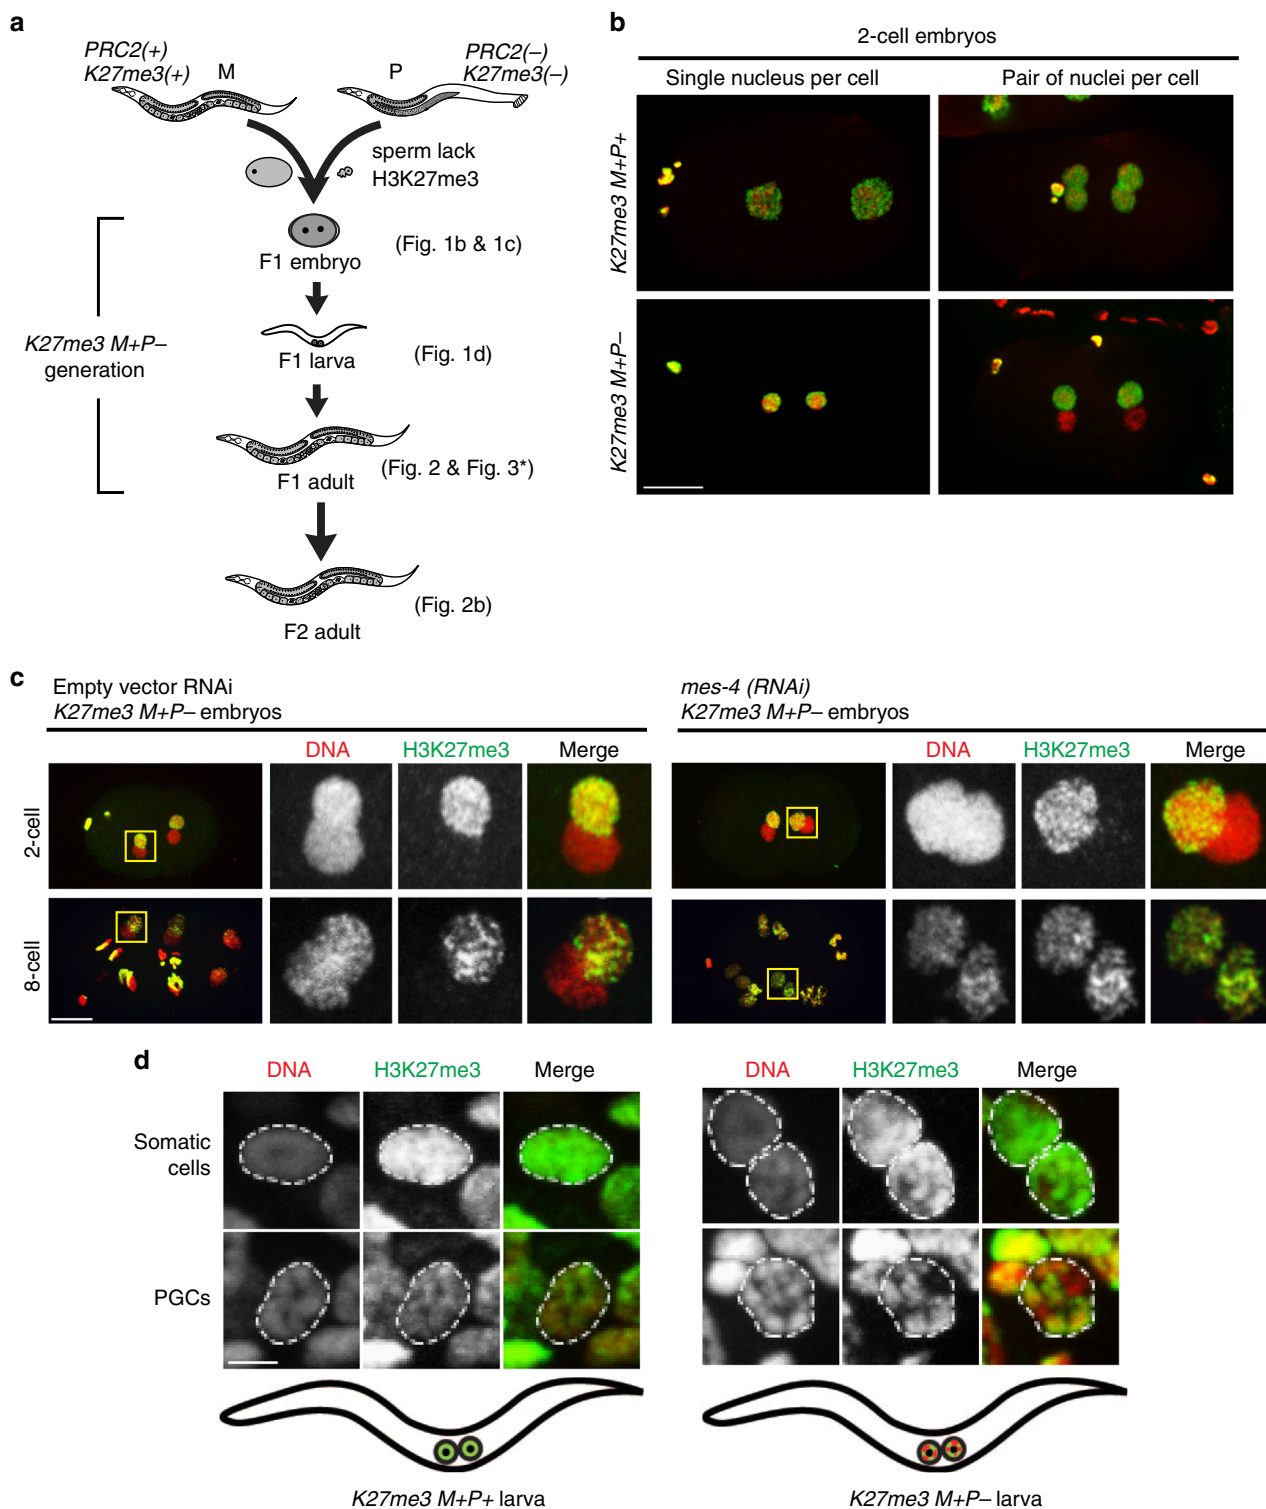 a
PRC2(+)
K27me3(+)
M
P
PRC2(–)
K27me3(–)
sperm lack
H3K27me3
F1 embryo
(Fig. 1b & 1c)
K27me3 M+P–
generation
F1 larva
(Fig. 1d)
F1 adult
(Fig. 2 & Fig. 3*)
F2 adult
(Fig. 2b)
b
2-cell embryos
Single nucleus per cell
Pair of nuclei per cell
K27me3 M+P+
K27me3 M+P–
c
Empty vector RNAi
K27me3 M+P– embryos
mes-4 (RNAi)
K27me3 M+P– embryos
DNA
H3K27me3
Merge
DNA
H3K27me3
Merge
2-cell
8-cell
d
DNA
H3K27me3
Merge
DNA
H3K27me3
Merge
Somatic
cells
PGCs
K27me3 M+P+ larva
K27me3 M+P– larva